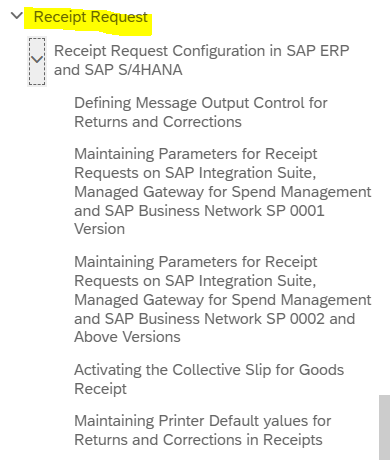 Receipt Request
Receipt Request Configuration in SAP ERP
and SAP S/4HANA
Defining Message Output Control for
Returns and Corrections
Maintaining Parameters for Receipt
Requests on SAP Integration Suite,
Managed Gateway for Spend Management
and SAP Business Network SP 0001
Version
Maintaining Parameters for Receipt
Requests on SAP Integration Suite,
Managed Gateway for Spend Management
and SAP Business Network SP 0002 and
Above Versions
Activating the Collective Slip for Goods
Receipt
Maintaining Printer Default yalues for
Returns and Corrections in Receipts